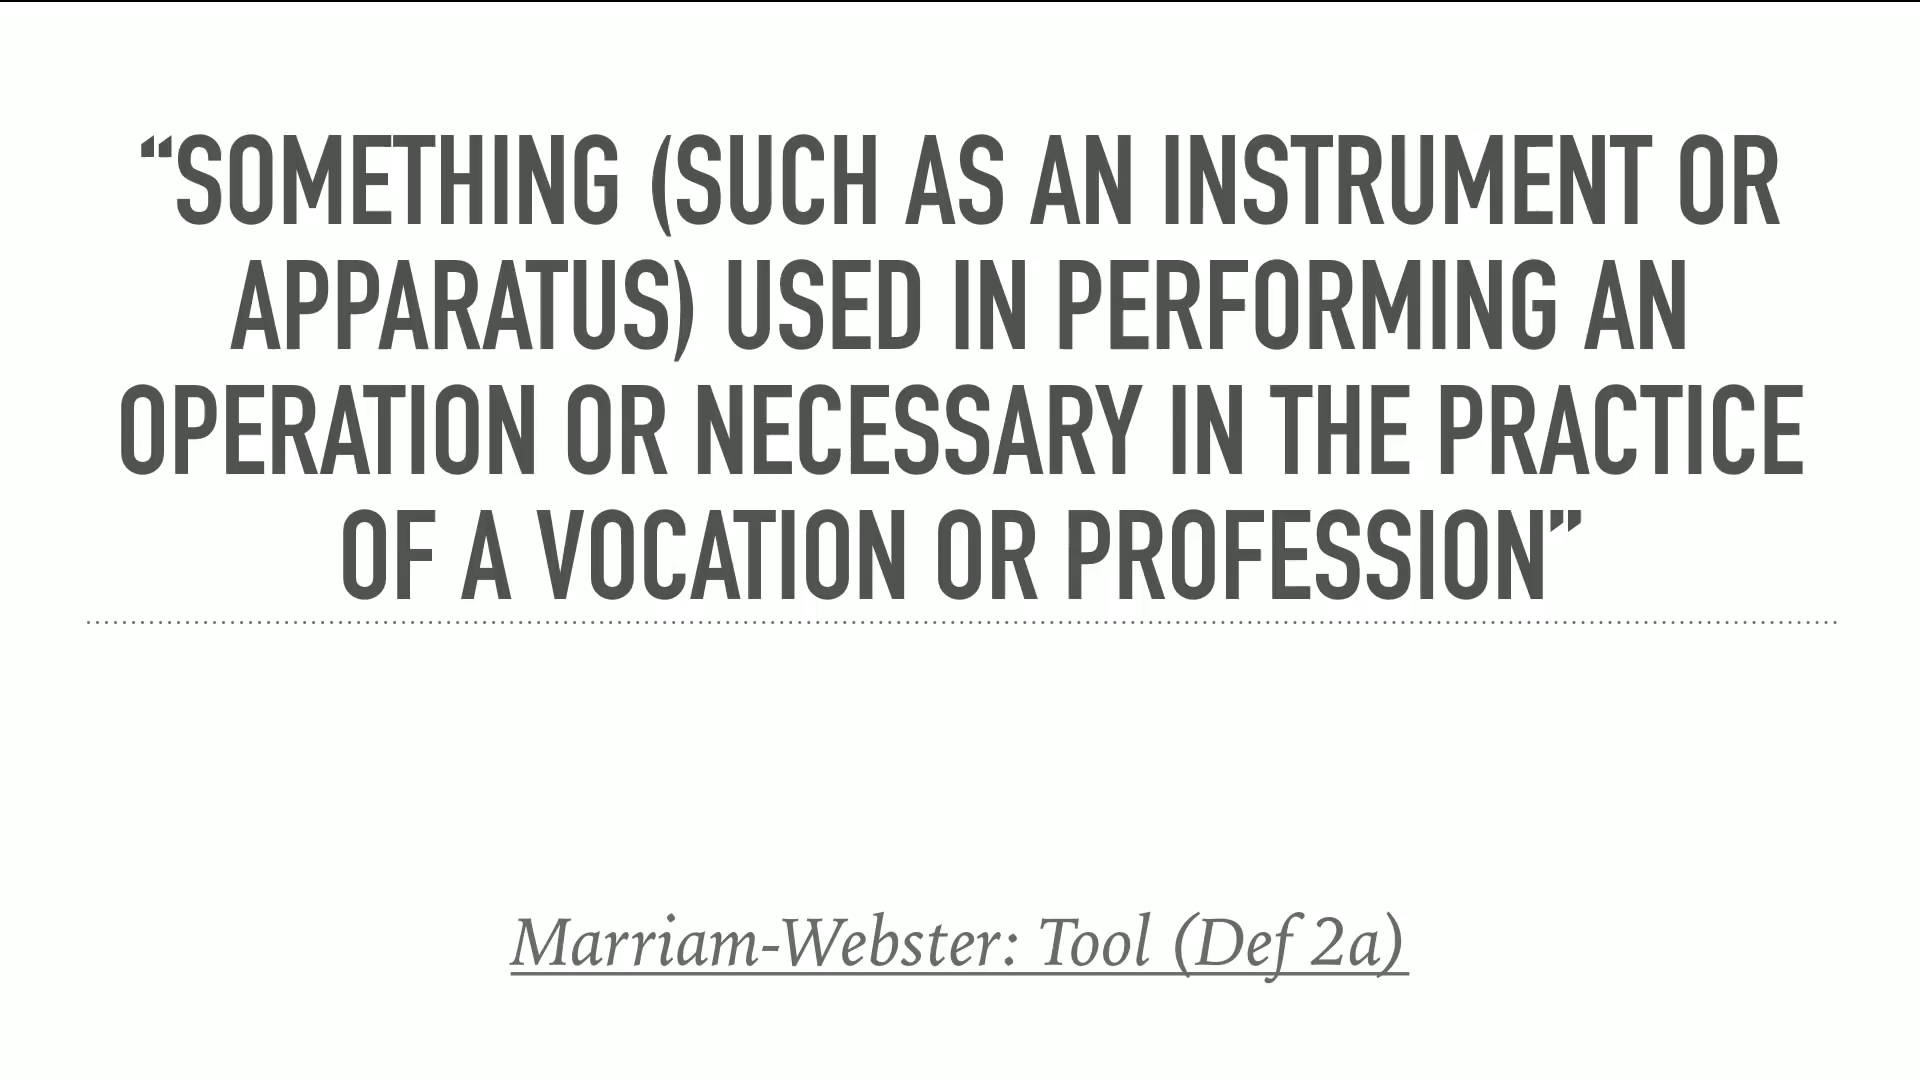 “SOMETHING (SUCH AS AN INSTRUMENT OR
APPARATUS) USED IN PERFORMING AN
OPERATION OR NECESSARY IN THE PRACTICE
OF A VOCATION OR PROFESSION”
Marriam-Webster: Tool (Def 2a)